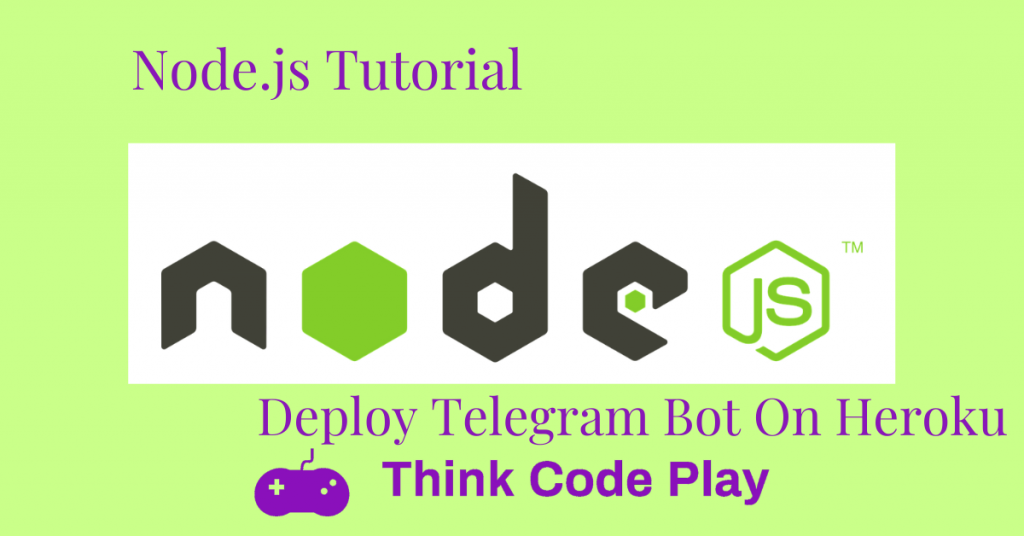 Node.js Tutorial
node JS ™
Deploy Telegram Bot On Heroku
Think Code Play